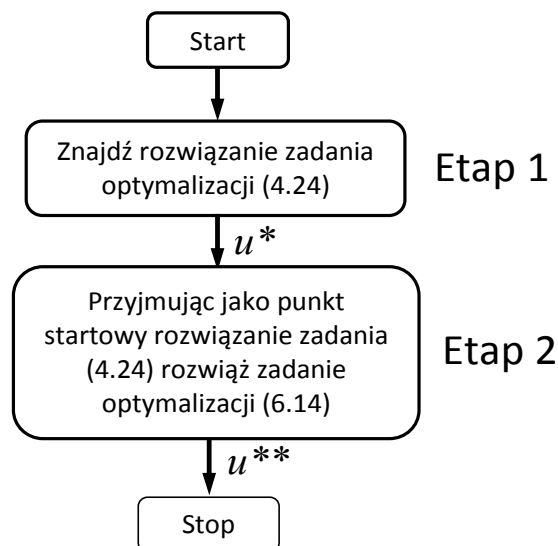 Start
Znajdź rozwiązanie zadania
optymalizacji (4.24)
Etap 1
u*
Przyjmując jako punkt
startowy rozwiązanie zadania
(4.24) rozwiąż zadanie
optymalizacji (6.14)
Etap 2
u**
Stop